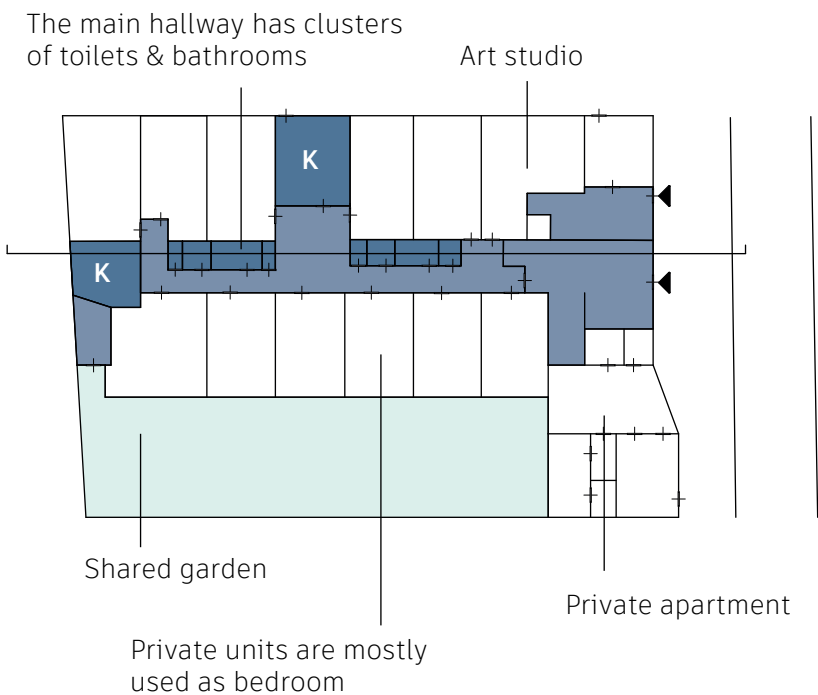 The main hallway has clusters
of toilets & bathrooms
Art studio
K
K
Shared garden
Private apartment
Private units are mostly
used as bedroom